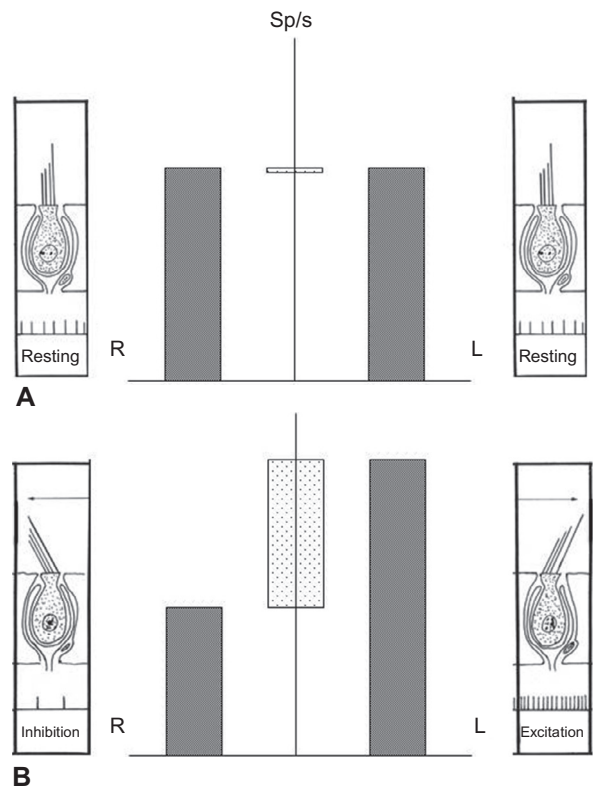 Sp/s
Resting
R
L
Resting
A
Inhibition
R
L
Excitation
B